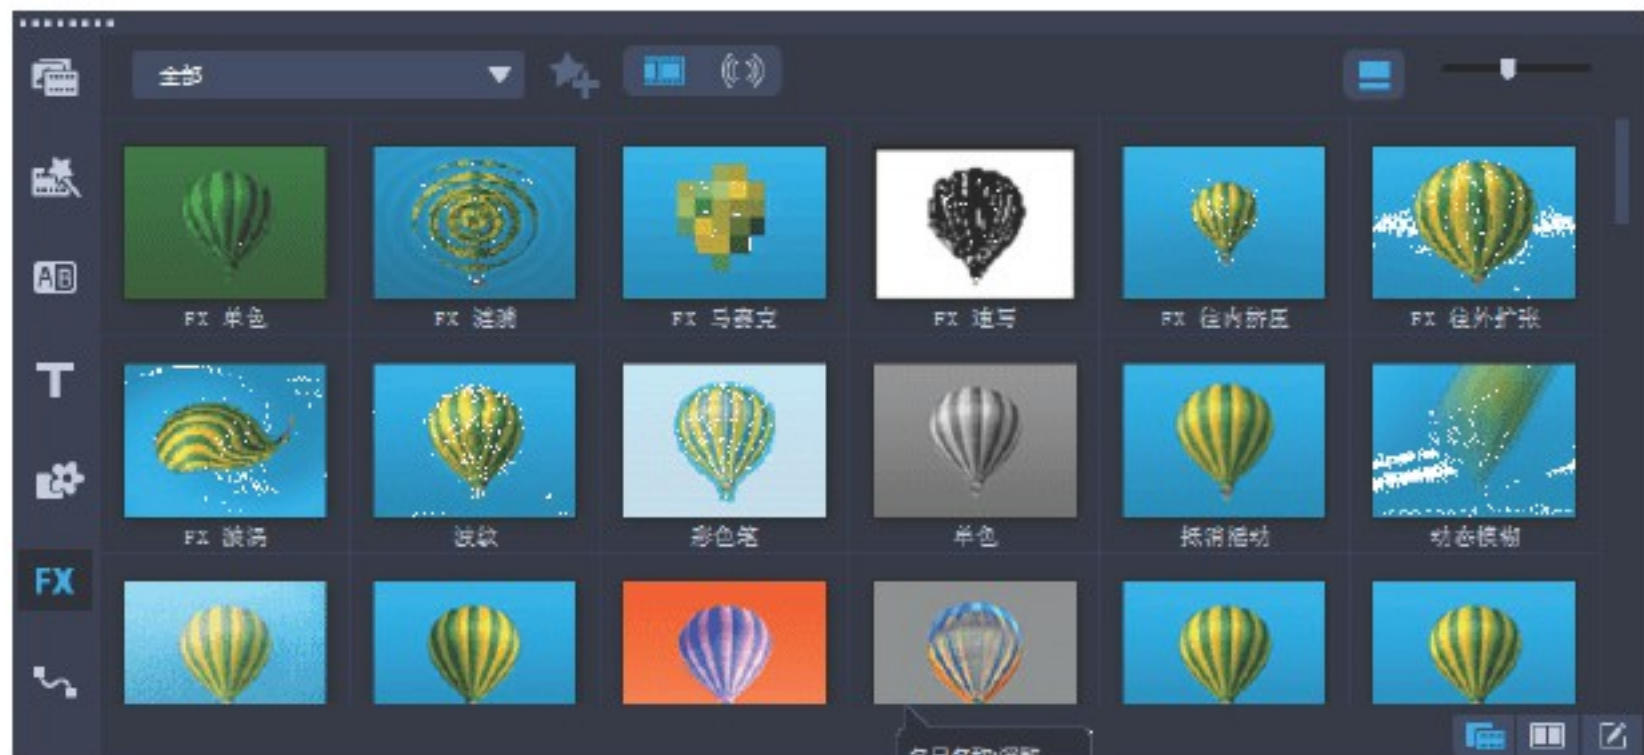 全部
AB
FX 单色
FX 涟漪
FX 马赛克
FX 速写
FX 往内挤压
FX 往外扩张
T
FX 漩涡
波纹
彩色笔
单色
抵消摇动
动态模糊
FX